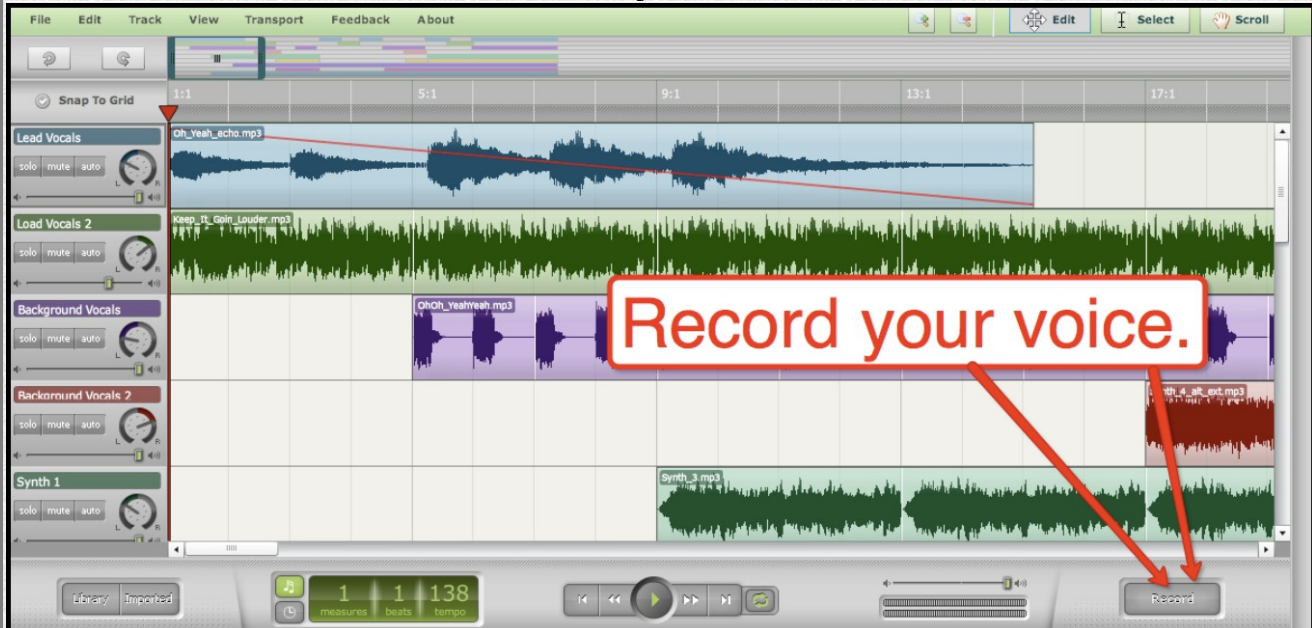 File Edit Track View Transport Feedback About
Edit Select Scroll
Snap To Grid
1:1 5:1 9:1 13:1 17:1
Lead Vocals
solo mute auto
L R
Oh_Yeah_echo.mp3
Load Vocals 2
solo mute auto
L R
Keep_It_Goin_Louder.mp3
Background Vocals
solo mute auto
L R
OhOh_YeahYeah.mp3
Record your voice.
Background Vocals 2
solo mute auto
L R
4_alt_ext.mp3
Synth 1
solo mute auto
L R
Synth_3.mp3
Library Imported
1 1 138
measures beats tempo
Record